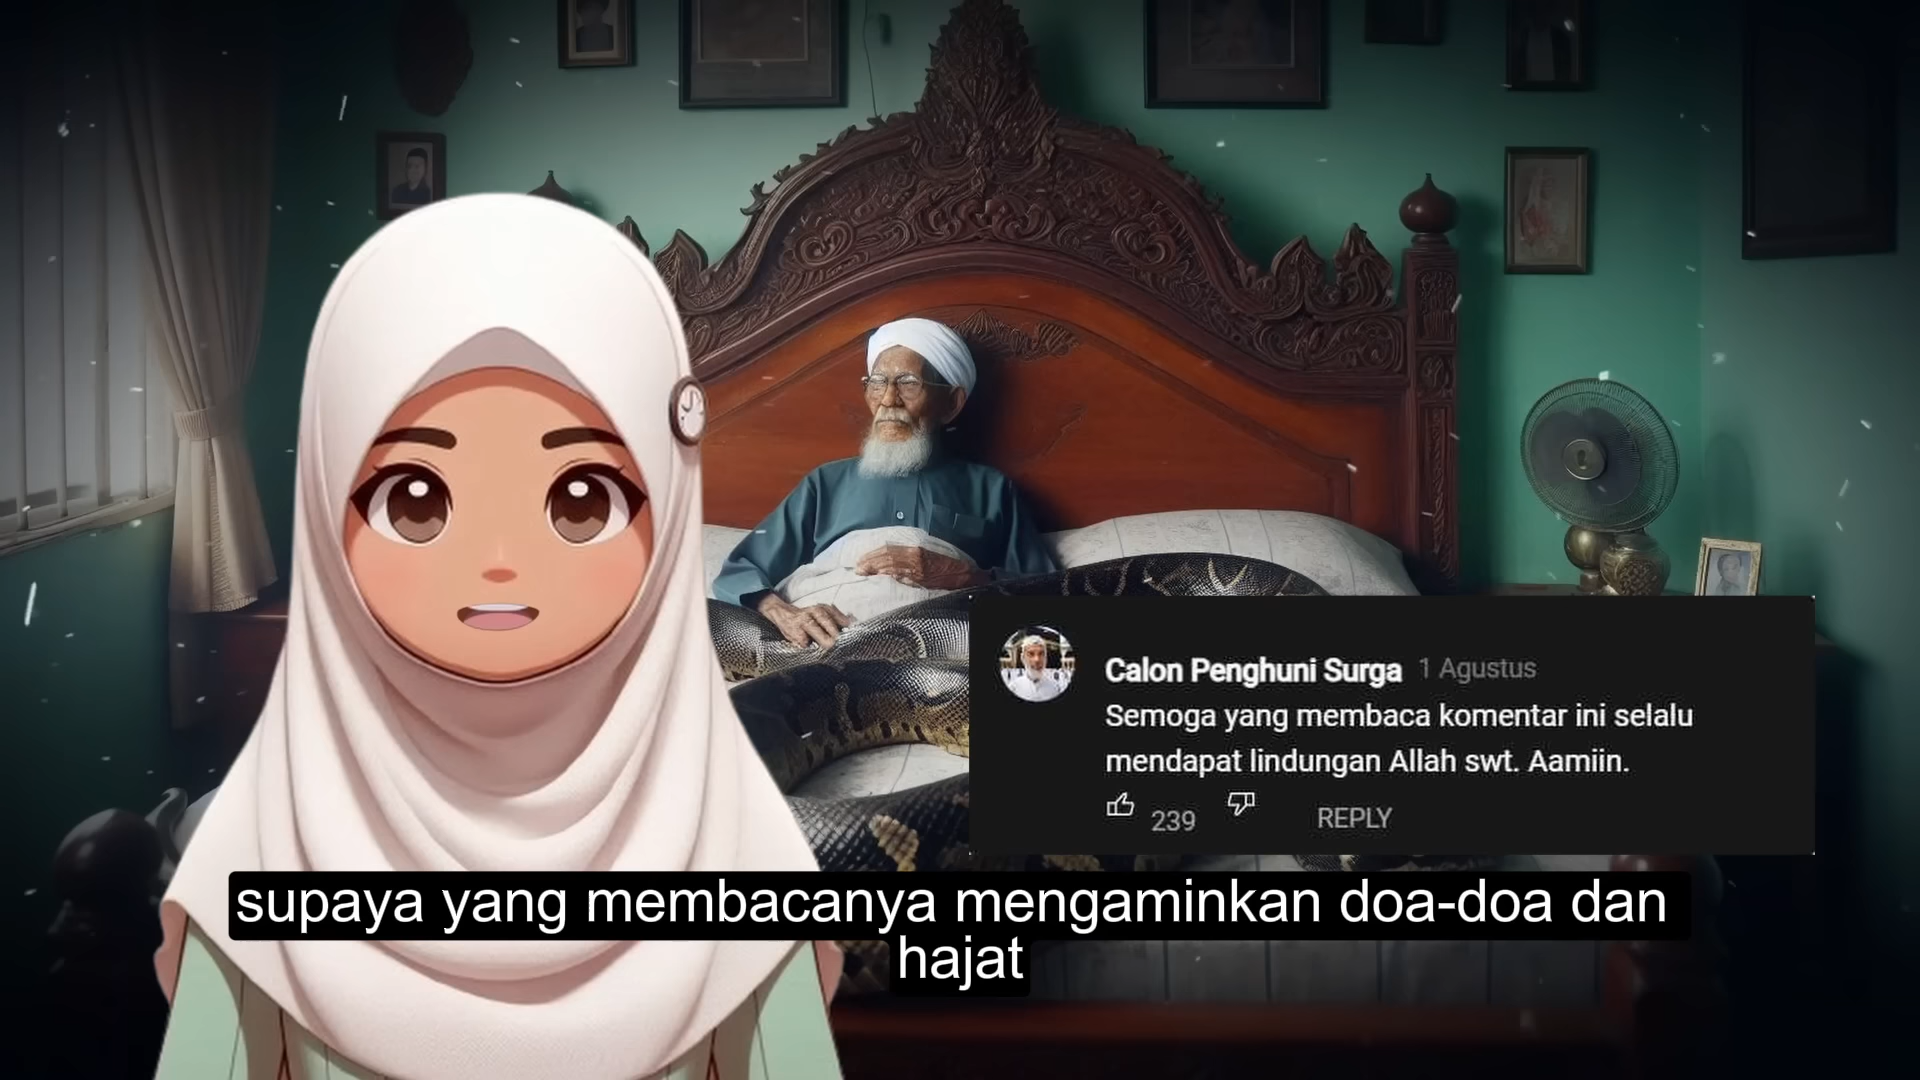 Calon Penghuni Surga 1 Agustus
Semoga yang membaca komentar ini selalu
mendapat lindungan Allah swt. Aamiin.
239 REPLY
supaya yang membacanya mengaminkan doa-doa dan
hajat